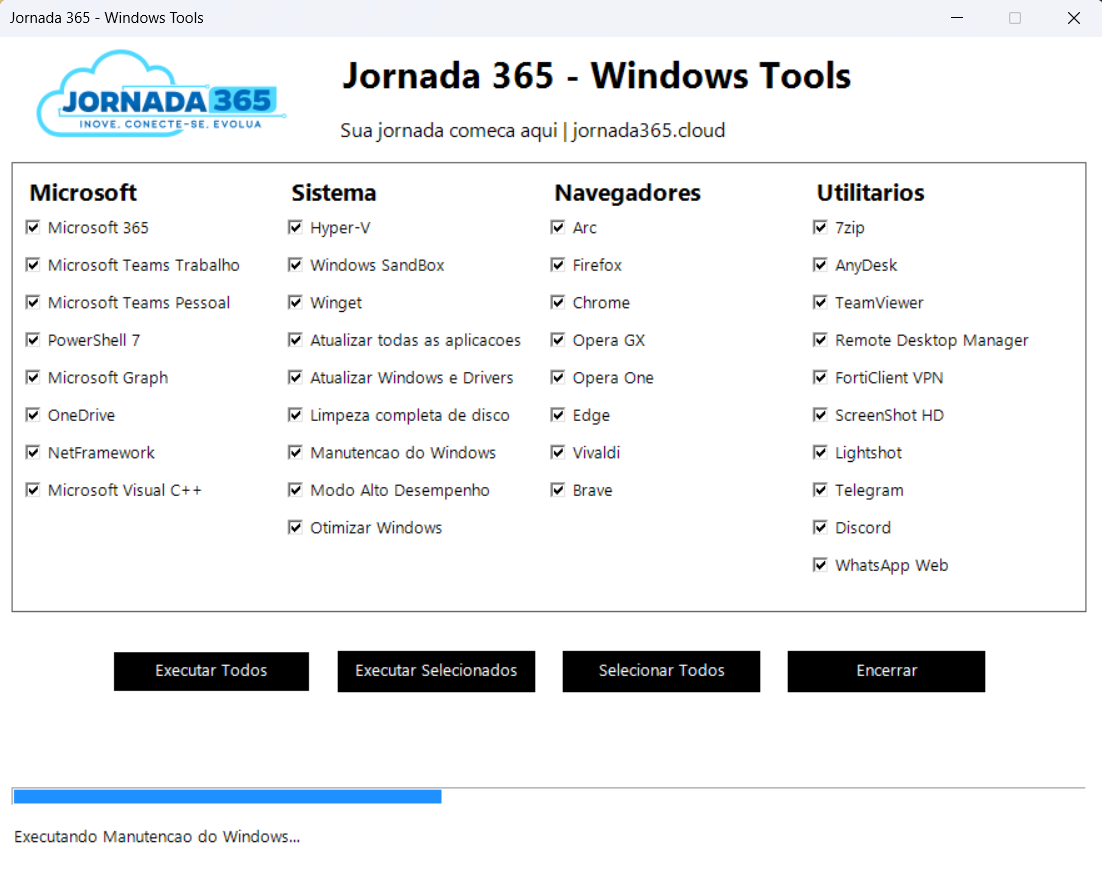 Jornada 365 - Windows Tools
JORNADA 365
INOVE, CONECTE-SE, EVOLUA
Jornada 365 - Windows Tools
Sua jornada comeca aqui | jornada365.cloud
Microsoft
Microsoft 365
Microsoft Teams Trabalho
Microsoft Teams Pessoal
PowerShell 7
Microsoft Graph
OneDrive
NetFramework
Microsoft Visual C++
Sistema
Hyper-V
Windows SandBox
Winget
Atualizar todas as aplicacoes
Atualizar Windows e Drivers
Limpeza completa de disco
Manutencao do Windows
Modo Alto Desempenho
Otimizar Windows
Navegadores
Arc
Firefox
Chrome
Opera GX
Opera One
Edge
Vivaldi
Brave
Utilitarios
7zip
AnyDesk
TeamViewer
Remote Desktop Manager
FortiClient VPN
ScreenShot HD
Lightshot
Telegram
Discord
WhatsApp Web
Executar Todos
Executar Selecionados
Selecionar Todos
Encerrar
Executando Manutencao do Windows...